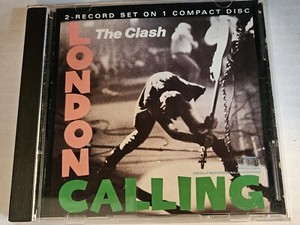 2-RECORD SET ON 1 COMPACT DISC
The Clash
LONDON
CALLING